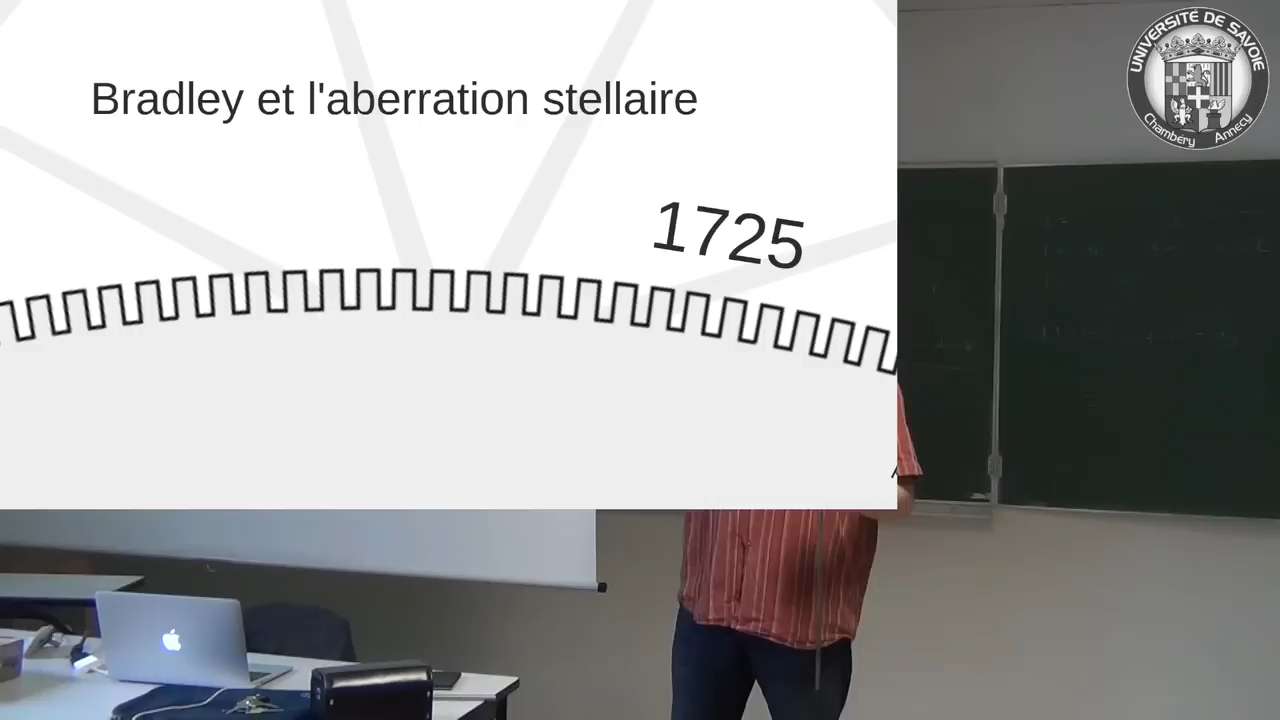 Bradley et l'aberration stellaire
1725
UNIVERSITÉ DE SAVOIE
Chambery Annecy